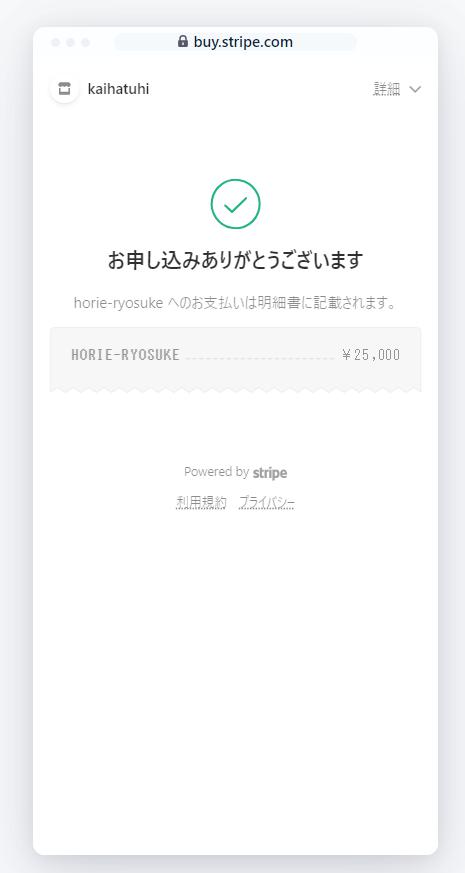 buy.stripe.com
kaihatuhi 詳細
お申し込みありがとうございます
horie-ryosuke へのお支払いは明細書に記載されます。
HORIE-RYOSUKE ¥25,000
Powered by stripe
利用規約 プライバシー